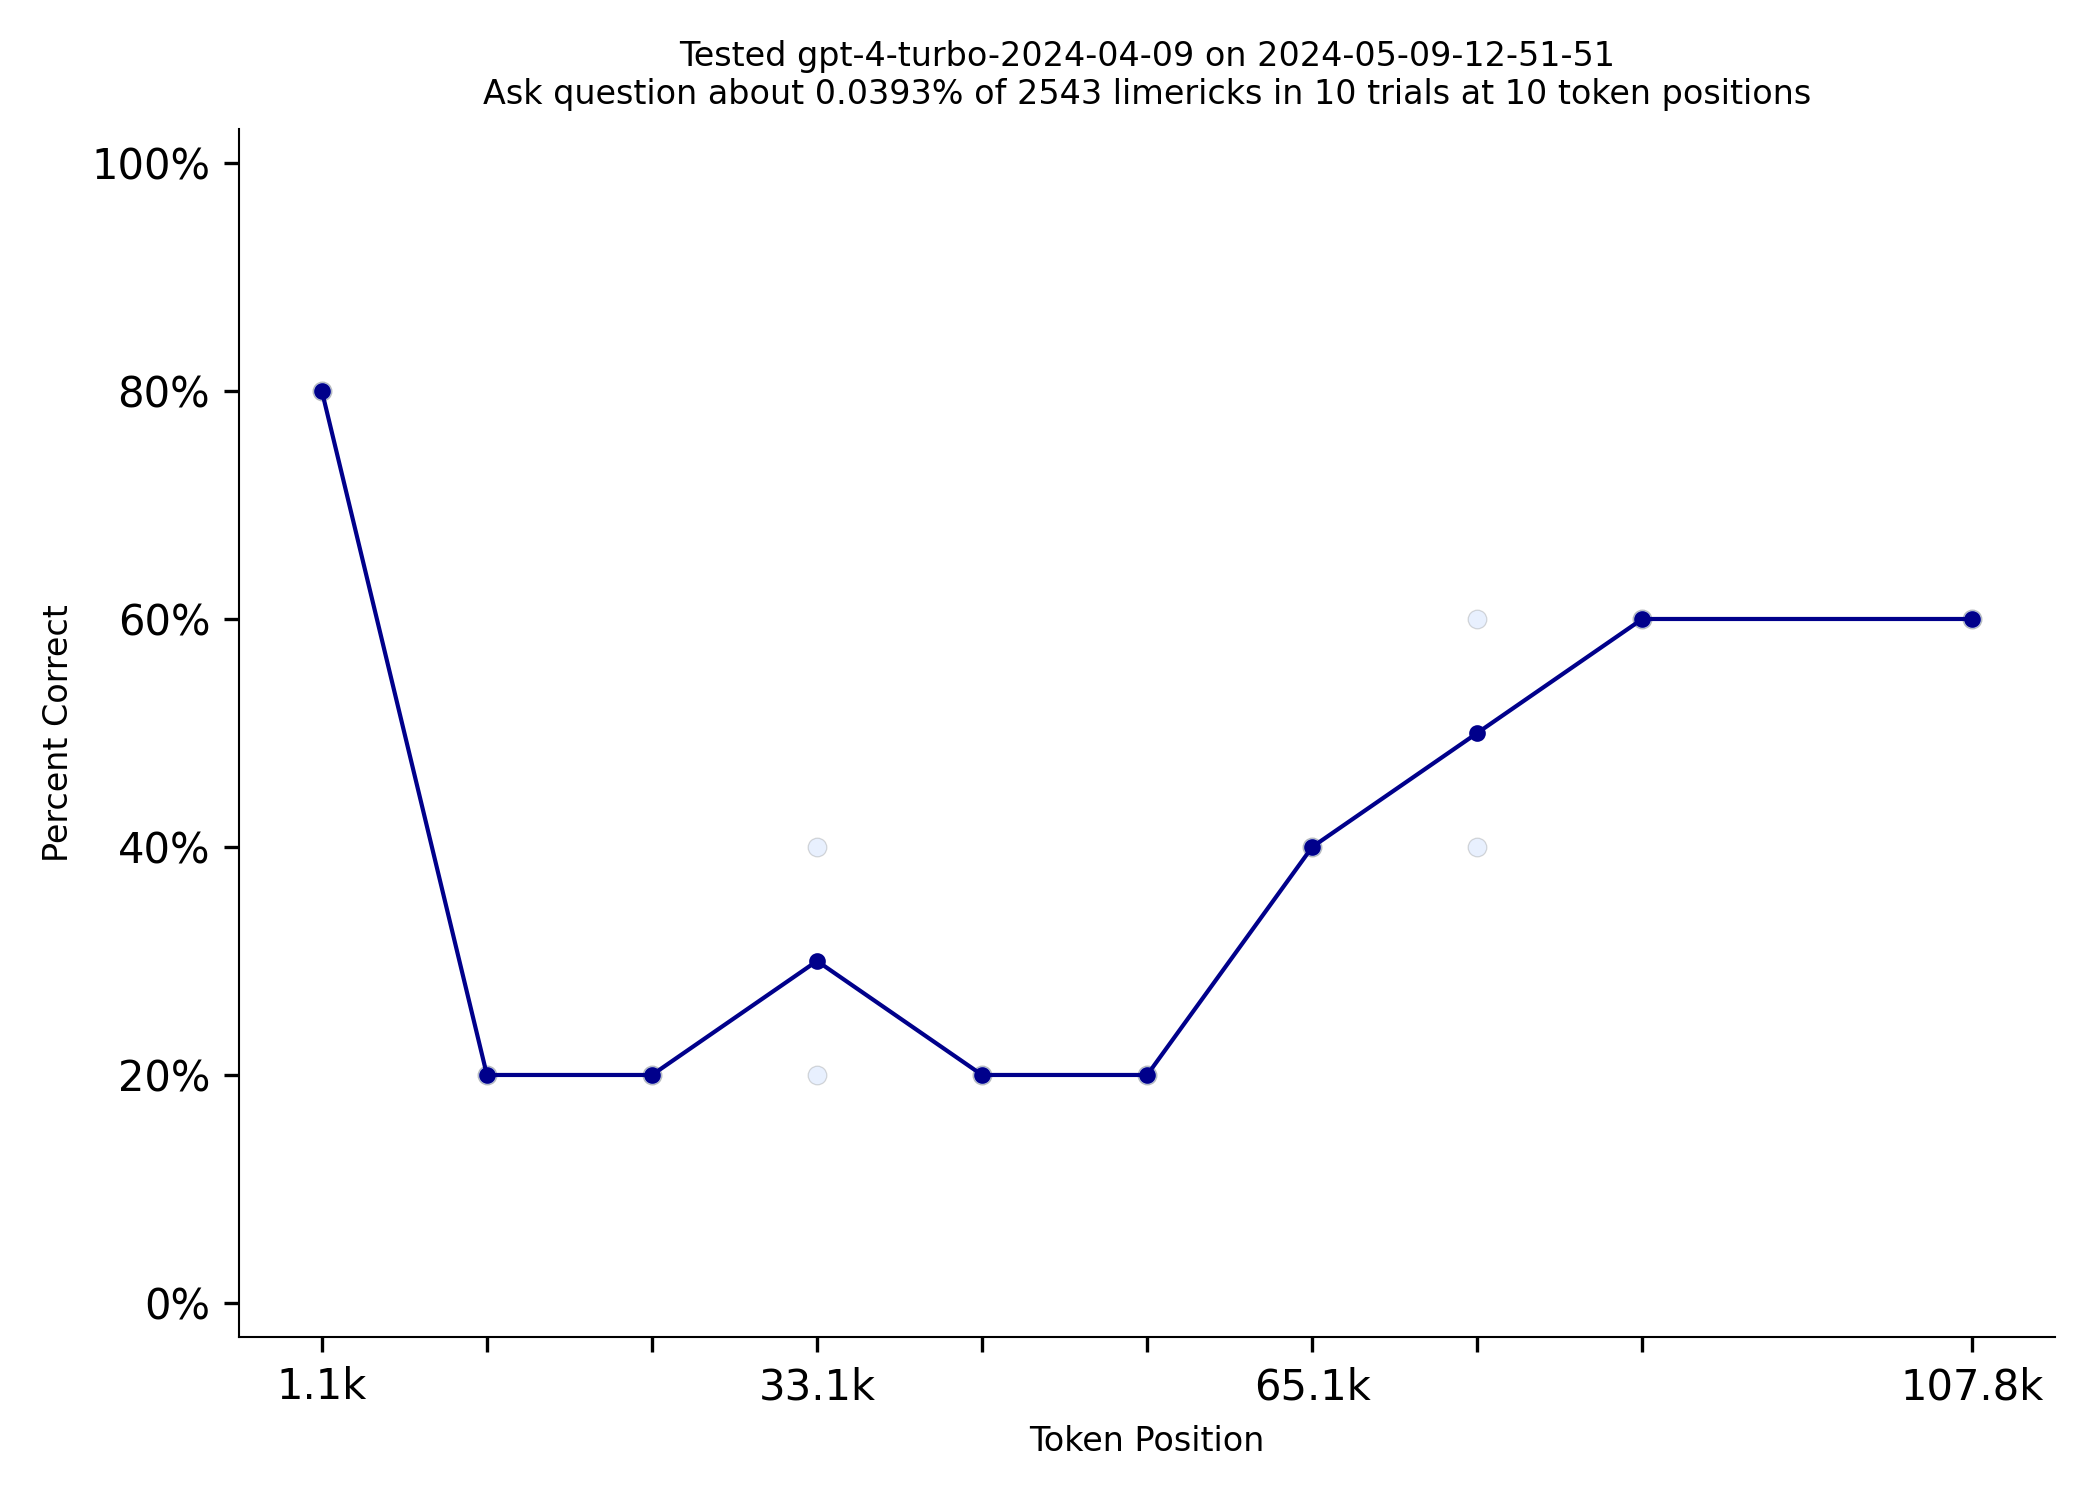 Tested gpt-4-turbo-2024-04-09 on 2024-05-09-12-51-51
Ask question about 0.0393% of 2543 limericks in 10 trials at 10 token positions
100%
80%
60%
40%
20%
0%
Percent Correct
1.1k 33.1k 65.1k 107.8k
Token Position